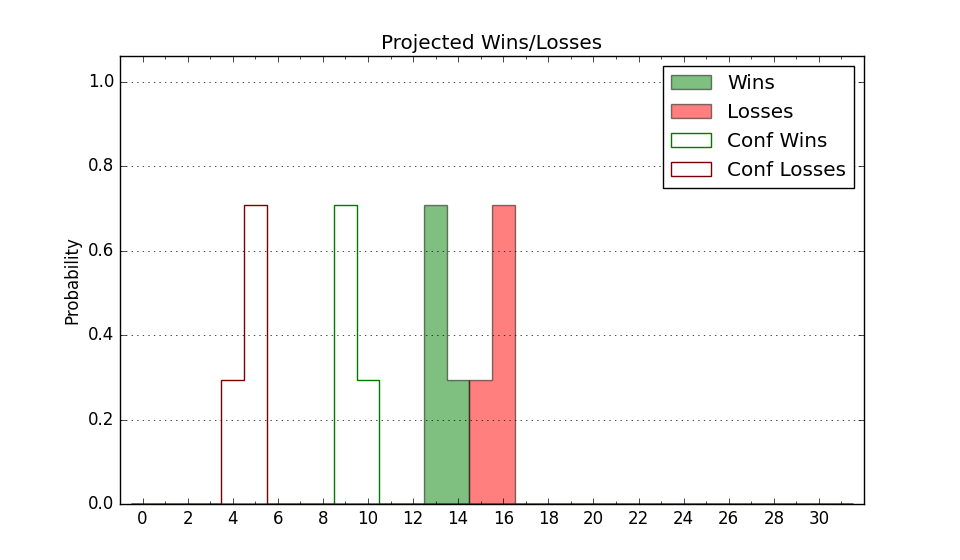 Projected Wins/Losses
Wins
Losses
Conf Wins
Conf Losses
Probability
1.0
0.8
0.6
0.4
0.2
0.0
0 2 4 6 8 10 12 14 16 18 20 22 24 26 28 30